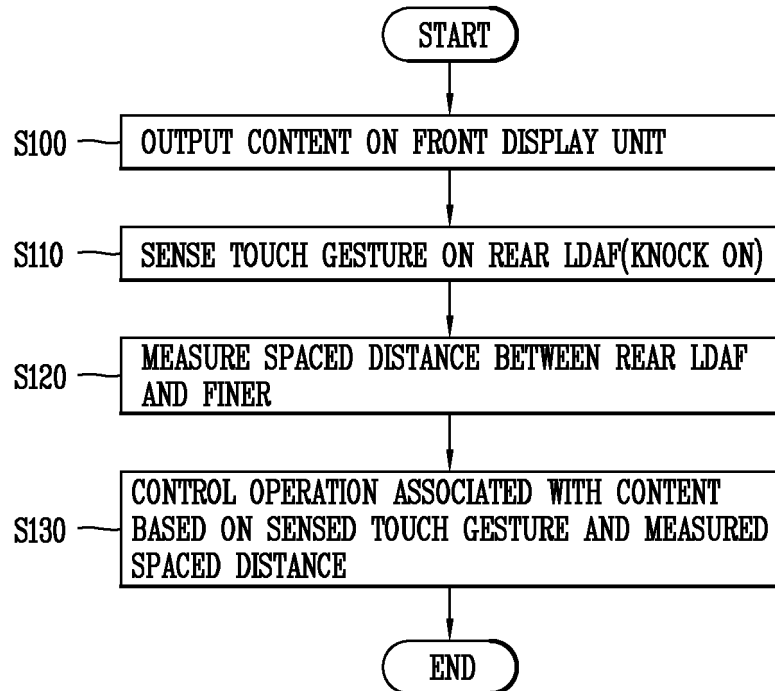 START
S100
OUTPUT CONTENT ON FRONT DISPLAY UNIT
S110
SENSE TOUCH GESTURE ON REAR LDAF(KNOCK ON)
S120
MEASURE SPACED DISTANCE BETWEEN REAR LDAF
AND FINER
S130
CONTROL OPERATION ASSOCIATED WITH CONTENT
BASED ON SENSED TOUCH GESTURE AND MEASURED
SPACED DISTANCE
END